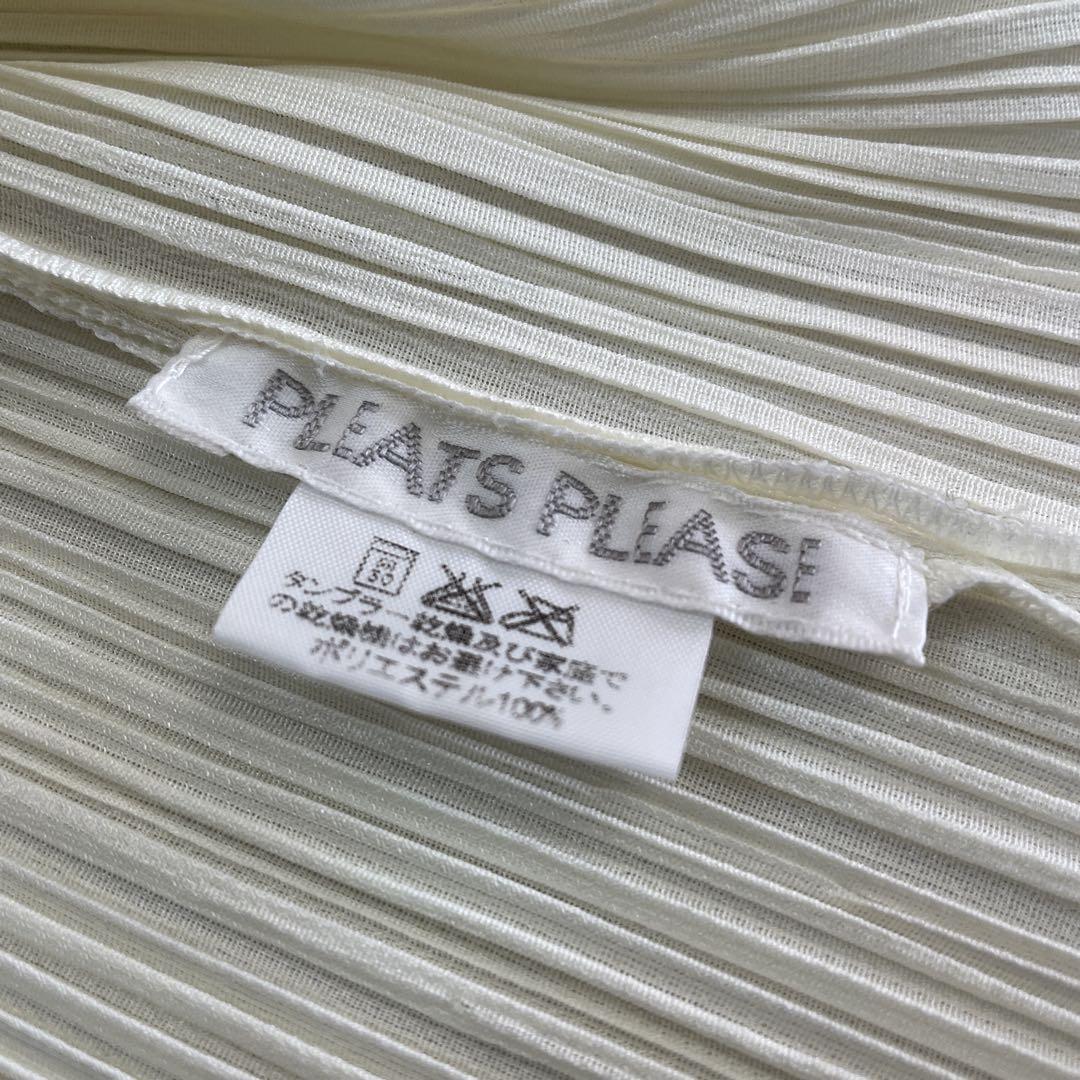 PLEATS PLEASE
タンブラー乾燥及び家庭で
の乾燥機はお避け下さい。
ポリエステル100%